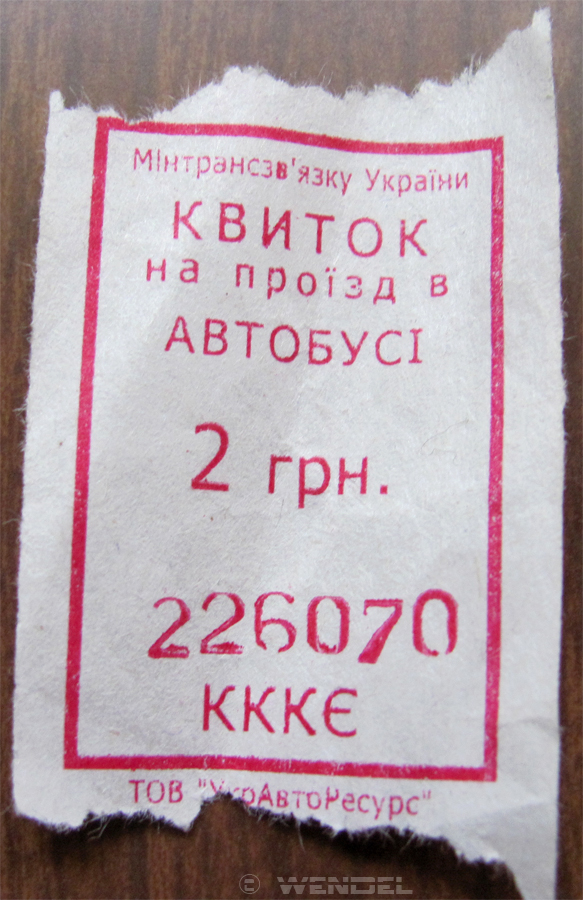 Мінтрансзв'язку України
КВИТОК
на проїзд в
АВТОБУСІ
2 грн.
226070
КККЄ
ТОВ "УкрАвтоРесурс"
© WENDEL